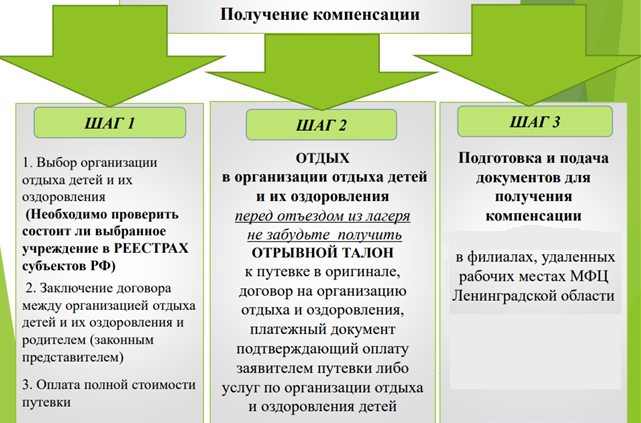 Получение компенсации
ШАГ 1
1. Выбор организации
отдыха детей и их
оздоровления
(Необходимо проверить
состоит ли выбранное
учреждение в РЕЕСТРАХ
субъектов РФ)
2. Заключение договора
между организацией отдыха
детей и их оздоровления и
родителем (законным
представителем)
3. Оплата полной стоимости
путевки
ШАГ 2
ОТДЫХ
в организации отдыха детей
и их оздоровления
перед отъездом из лагеря
не забудьте получить
ОТРЫВНОЙ ТАЛОН
к путевке в оригинале,
договор на организацию
отдыха и оздоровления,
платежный документ
подтверждающий оплату
заявителем путевки либо
услуг по организации отдыха
и оздоровления детей
ШАГ 3
Подготовка и подача
документов для
получения
компенсации
в филиалах, удаленных
рабочих местах МФЦ
Ленинградской области